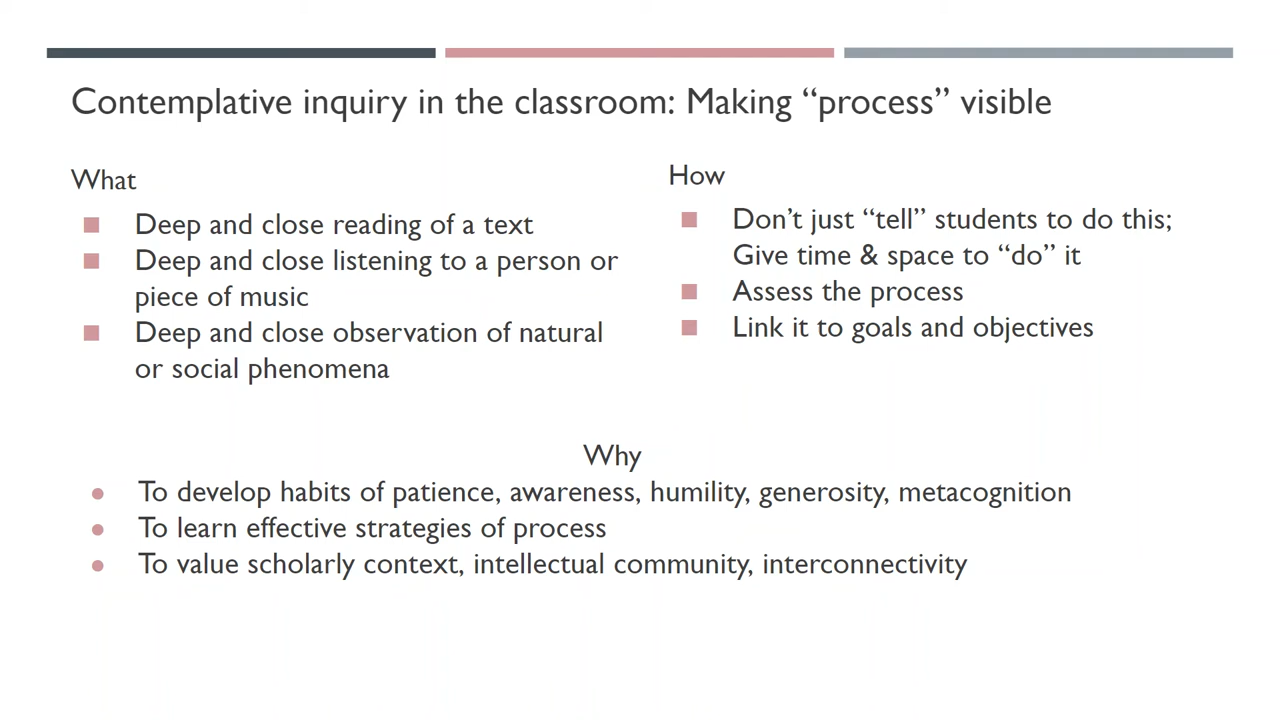 Contemplative inquiry in the classroom: Making “process” visible
What
Deep and close reading of a text
Deep and close listening to a person or
piece of music
Deep and close observation of natural
or social phenomena
How
Don’t just “tell” students to do this;
Give time & space to “do” it
Assess the process
Link it to goals and objectives
Why
To develop habits of patience, awareness, humility, generosity, metacognition
To learn effective strategies of process
To value scholarly context, intellectual community, interconnectivity